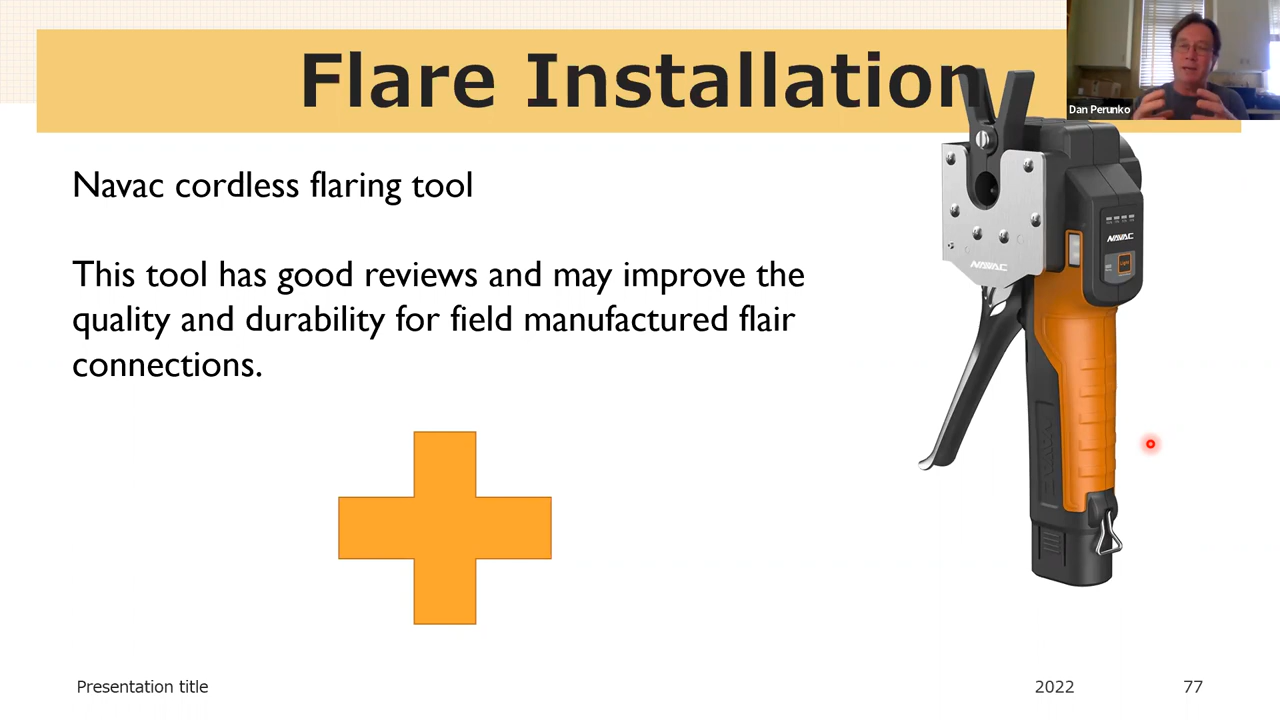 Flare Installation
Dan Perunko
Navac cordless flaring tool
This tool has good reviews and may improve the
quality and durability for field manufactured flair
connections.
NAVAC
NAVAC
Presentation title
2022
77